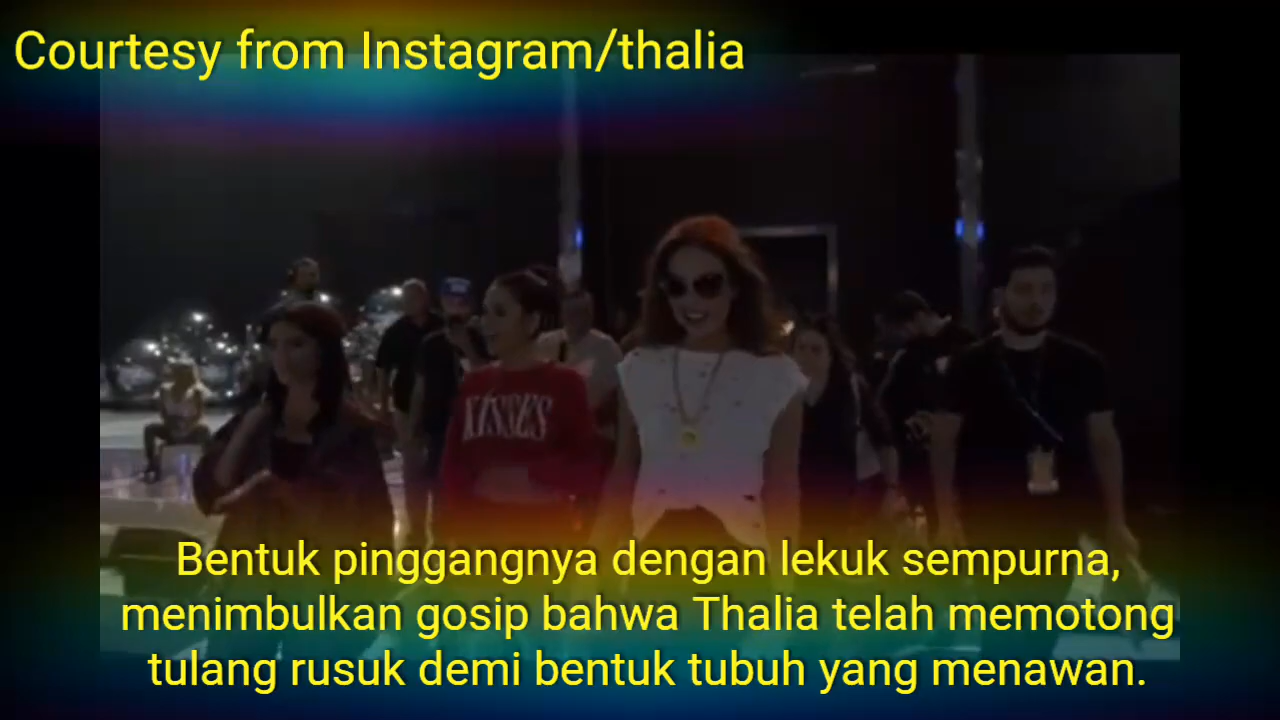 Courtesy from Instagram/thalia
KISSES
Bentuk pinggangnya dengan lekuk sempurna,
menimbulkan gosip bahwa Thalia telah memotong
tulang rusuk demi bentuk tubuh yang menawan.